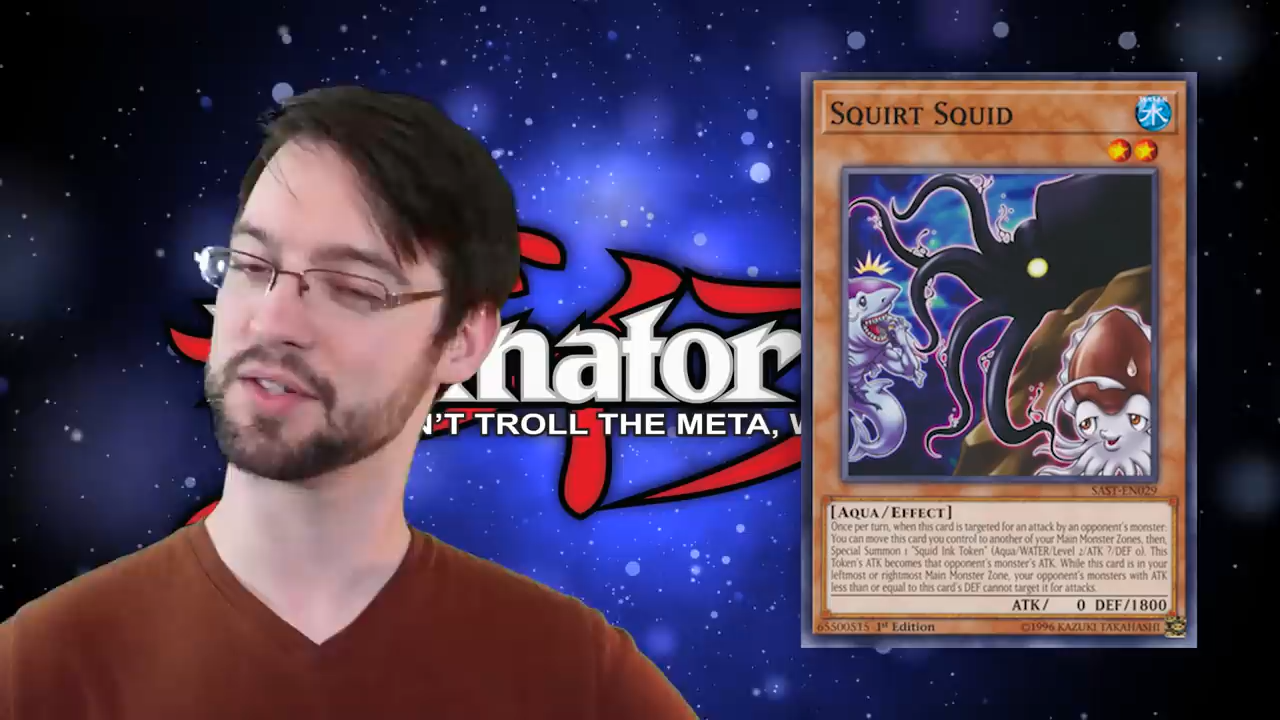 Squirt Squid
WATER
水
nator
'T TROLL THE META, W
SAST-EN029
[Aqua/Effect]
Once per turn, when this card is targeted for an attack by an opponent's monster:
You can move this card you control to another of your Main Monster Zones, then,
Special Summon 1 "Squid Ink Token" (Aqua/WATER/Level 2/ATK ?/DEF 0). This
Token's ATK becomes that opponent's monster's ATK. While this card is in your
leftmost or rightmost Main Monster Zone, your opponent's monsters with ATK
less than or equal to this card's DEF cannot target it for attacks.
ATK/ 0 DEF/1800
65500515 1st Edition ©1996 KAZUKI TAKAHASHI